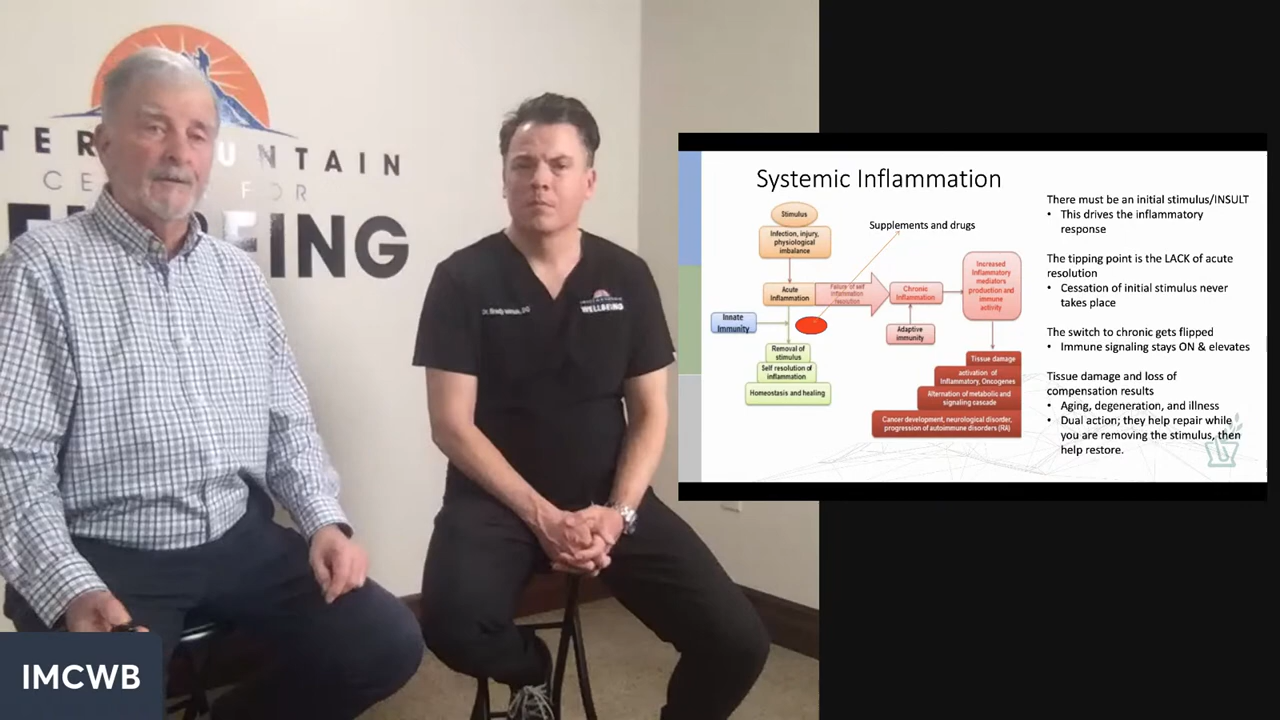 TER
UNTAIN
CE
FOR
BEING
Dr. Brady
WELLBEING
IMCWB
Systemic Inflammation
Stimulus
Infection, injury,
physiological
imbalance
Supplements and drugs
Acute
Inflammation
Failure of self
inflammation
resolution
Chronic
Inflammation
Increased
Inflammatory
mediators
production and
immune
activity
Innate
Immunity
Adaptive
immunity
Removal of
stimulus
Self resolution of
inflammation
Homeostasis and healing
Tissue damage
activation of
Inflammatory, Oncogenes
Alternation of metabolic and
signaling cascade
Cancer development, neurological disorder,
progression of autoimmune disorders (RA)
There must be an initial stimulus/INSULT
• This drives the inflammatory
response
The tipping point is the LACK of acute
resolution
• Cessation of initial stimulus never
takes place
The switch to chronic gets flipped
• Immune signaling stays ON & elevates
Tissue damage and loss of
compensation results
• Aging, degeneration, and illness
• Dual action; they help repair while
you are removing the stimulus, then
help restore.